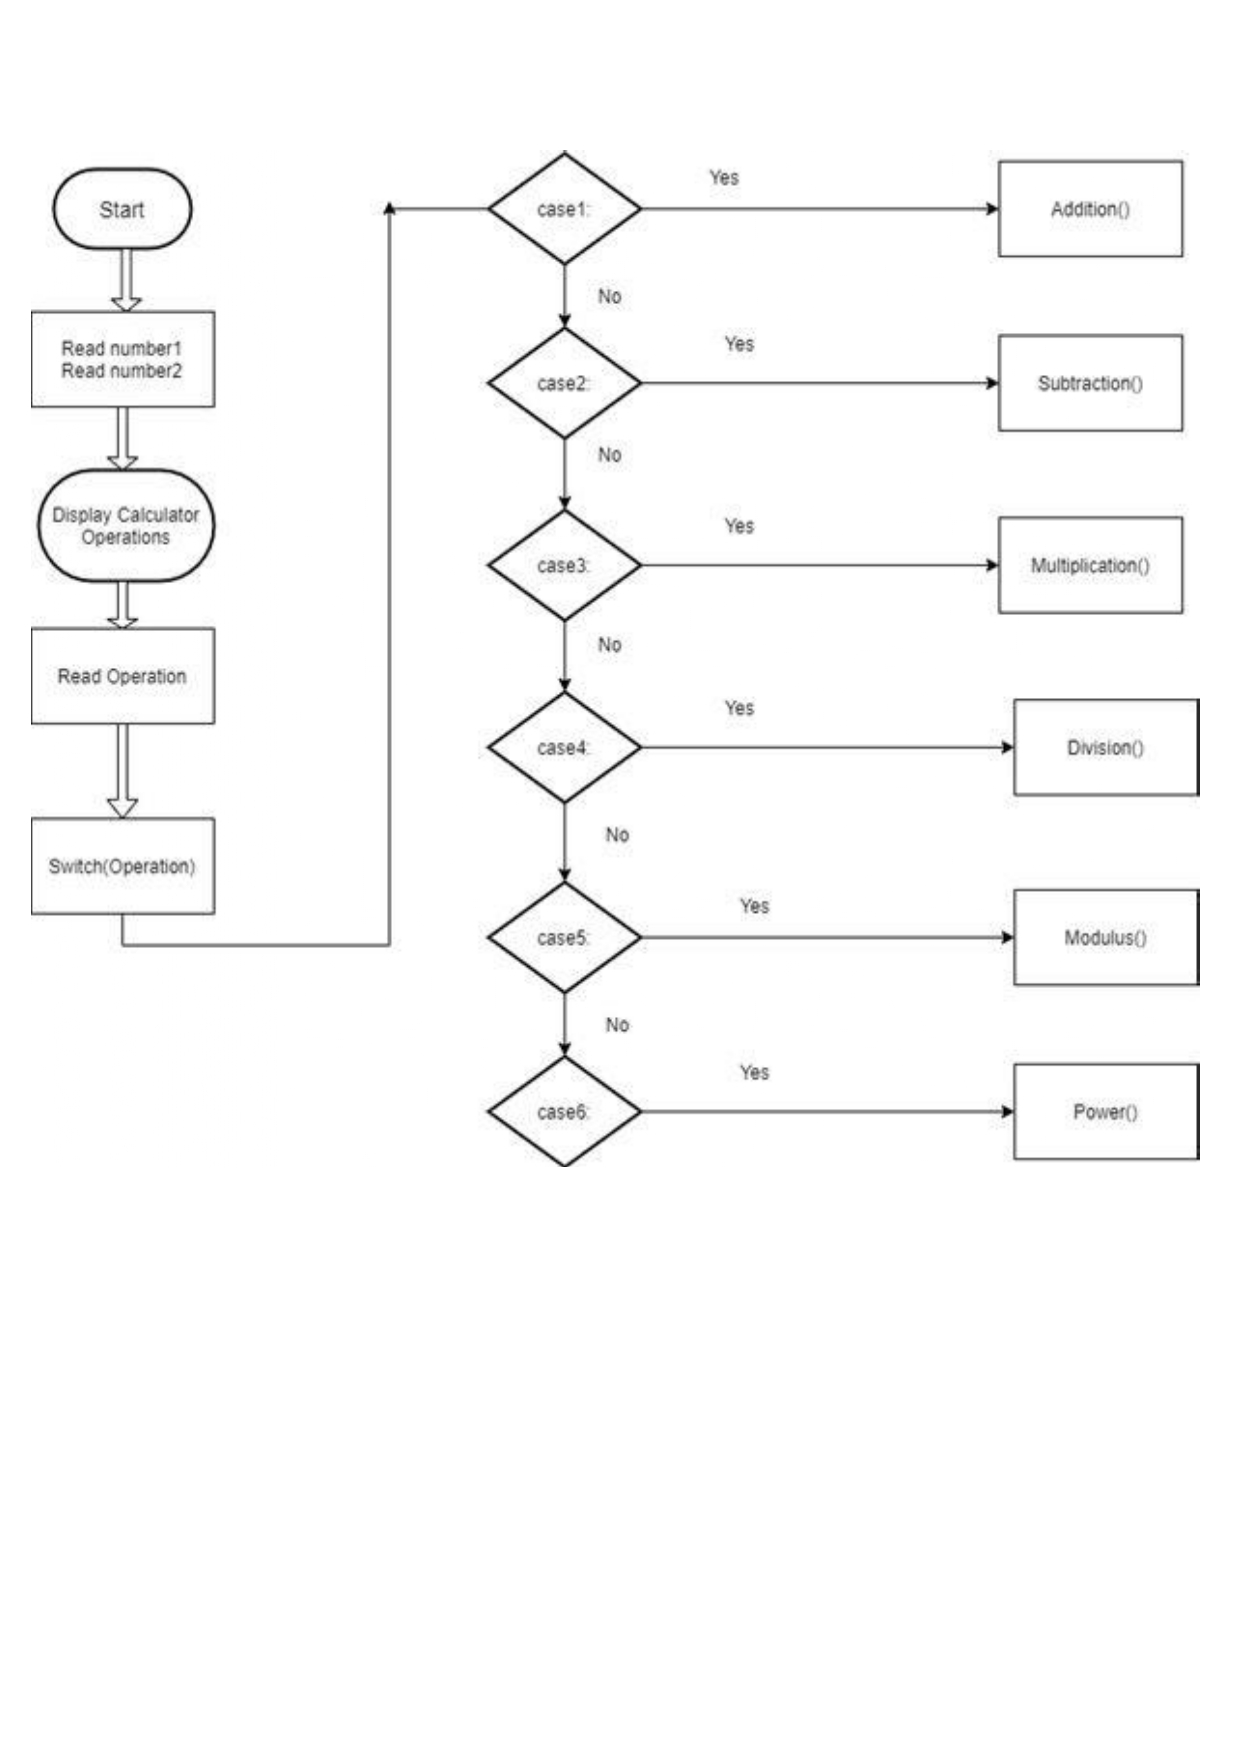 Start
Read number1
Read number2
Display Calculator
Operations
Read Operation
Switch(Operation)
case1:
Yes
Addition()
No
case2:
Yes
Subtraction()
No
case3:
Yes
Multiplication()
No
case4:
Yes
Division()
No
case5:
Yes
Modulus()
No
case6:
Yes
Power()